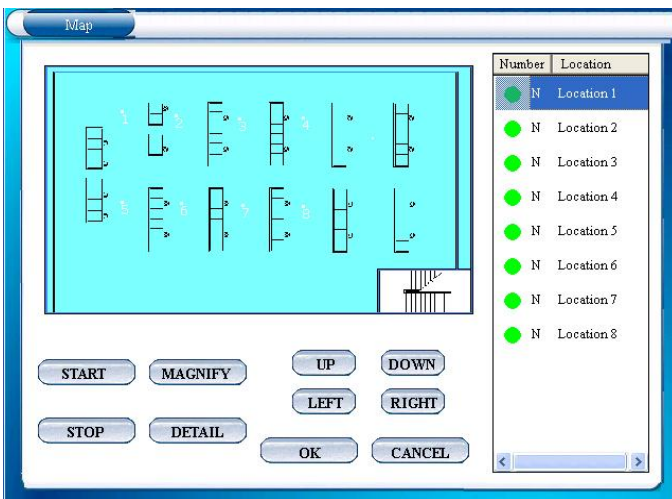 Map
Number Location
N Location 1
N Location 2
N Location 3
N Location 4
N Location 5
N Location 6
N Location 7
N Location 8
1 2 3 4
5 6 7 8
START MAGNIFY UP DOWN
LEFT RIGHT
STOP DETAIL
OK CANCEL